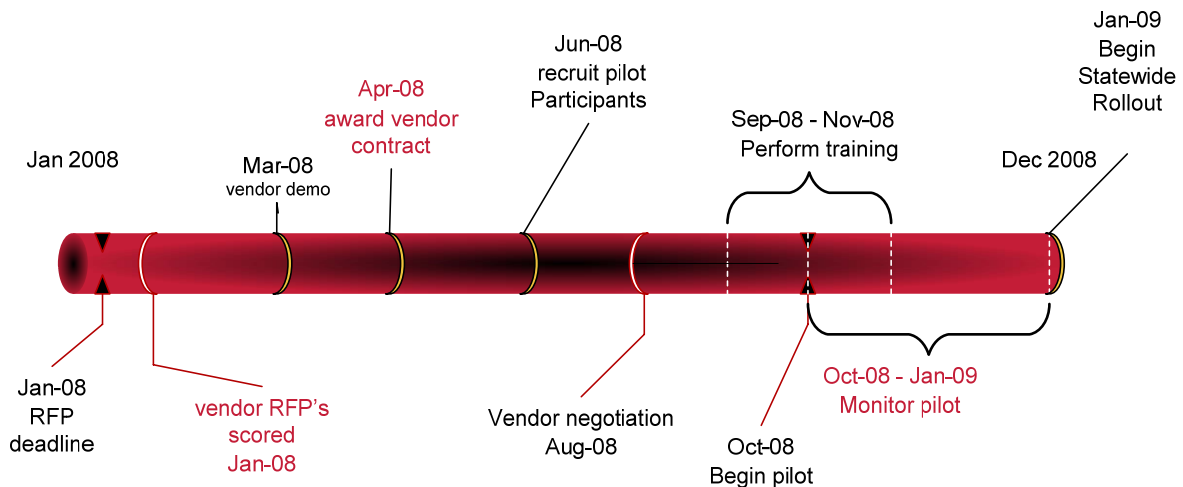 Jan 2008
Mar-08
vendor demo
Apr-08
award vendor
contract
Jun-08
recruit pilot
Participants
Sep-08 - Nov-08
Perform training
Dec 2008
Jan-09
Begin
Statewide
Rollout
Jan-08
RFP
deadline
vendor RFP's
scored
Jan-08
Vendor negotiation
Aug-08
Oct-08
Begin pilot
Oct-08 - Jan-09
Monitor pilot